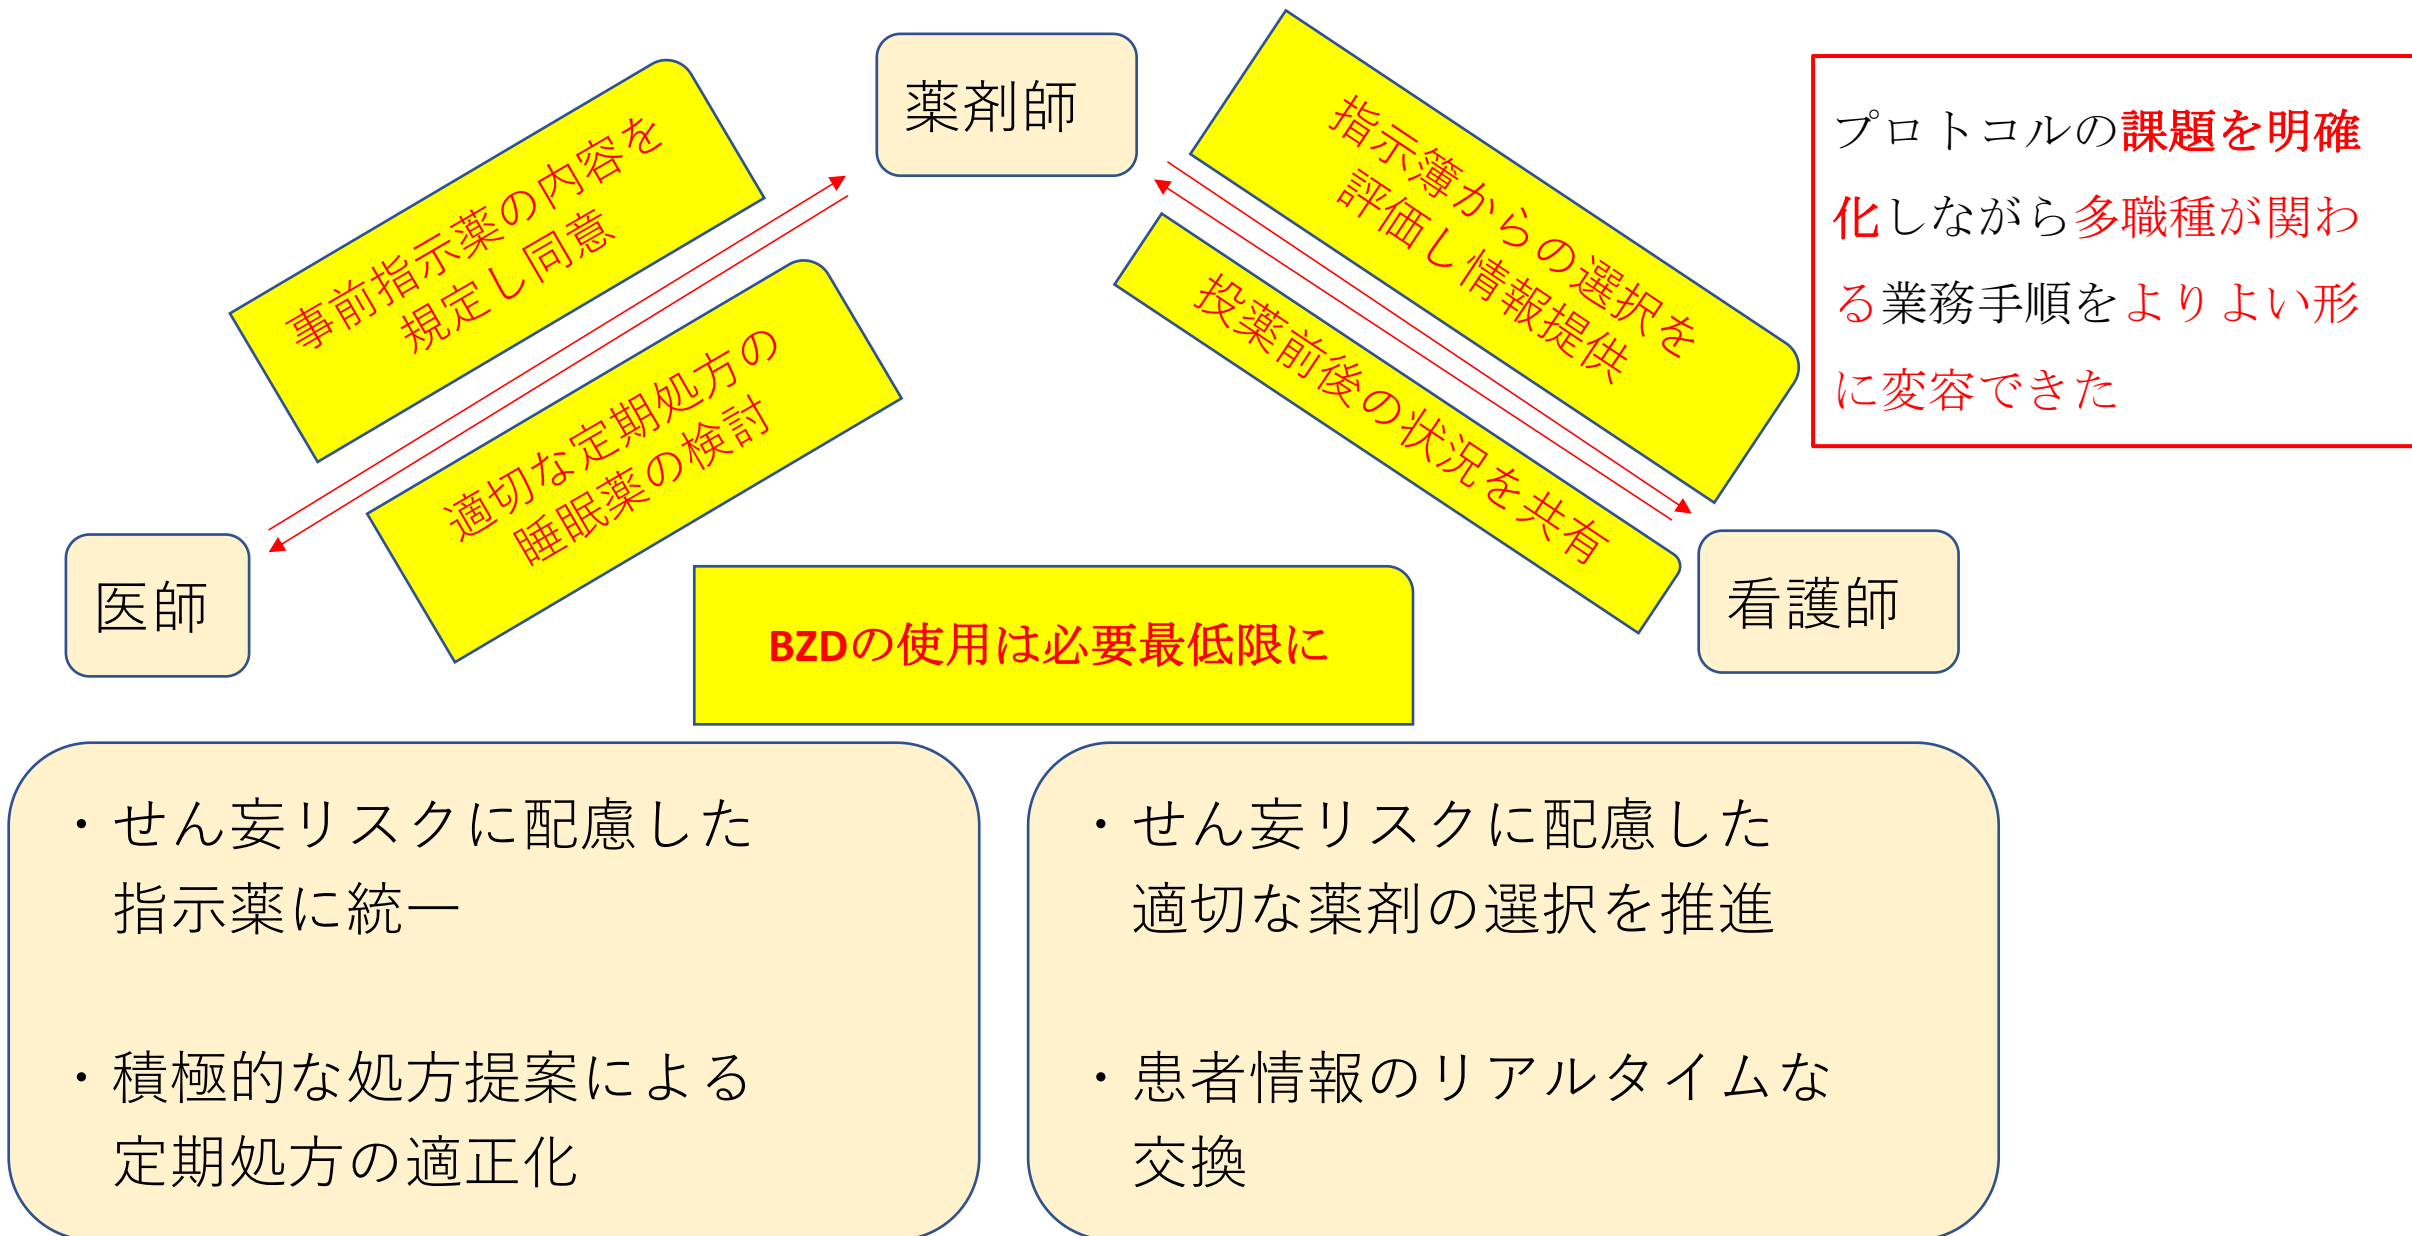 薬剤師
事前指示薬の内容を
規定し同意
適切な定期処方の
睡眠薬の検討
指示簿からの選択を
評価し情報提供
投薬前後の状況を共有
プロトコルの課題を明確
化しながら多職種が関わ
る業務手順をよりよい形
に変容できた
医師
看護師
BZDの使用は必要最低限に
・せん妄リスクに配慮した
指示薬に統一
・積極的な処方提案による
定期処方の適正化
・せん妄リスクに配慮した
適切な薬剤の選択を推進
・患者情報のリアルタイムな
交換